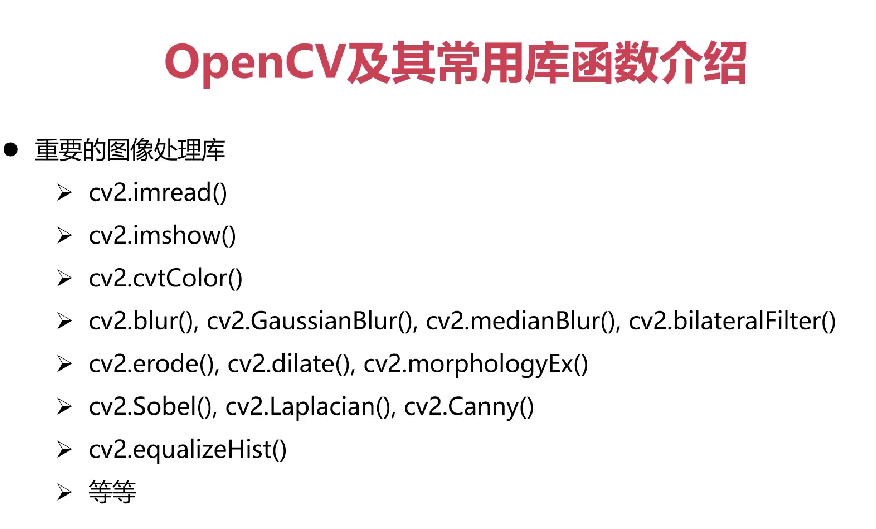 OpenCV及其常用库函数介绍
重要的图像处理库
cv2.imread()
cv2.imshow()
cv2.cvtColor()
cv2.blur(), cv2.GaussianBlur(), cv2.medianBlur(), cv2.bilateralFilter()
cv2.erode(), cv2.dilate(), cv2.morphologyEx()
cv2.Sobel(), cv2.Laplacian(), cv2.Canny()
cv2.equalizeHist()
等等